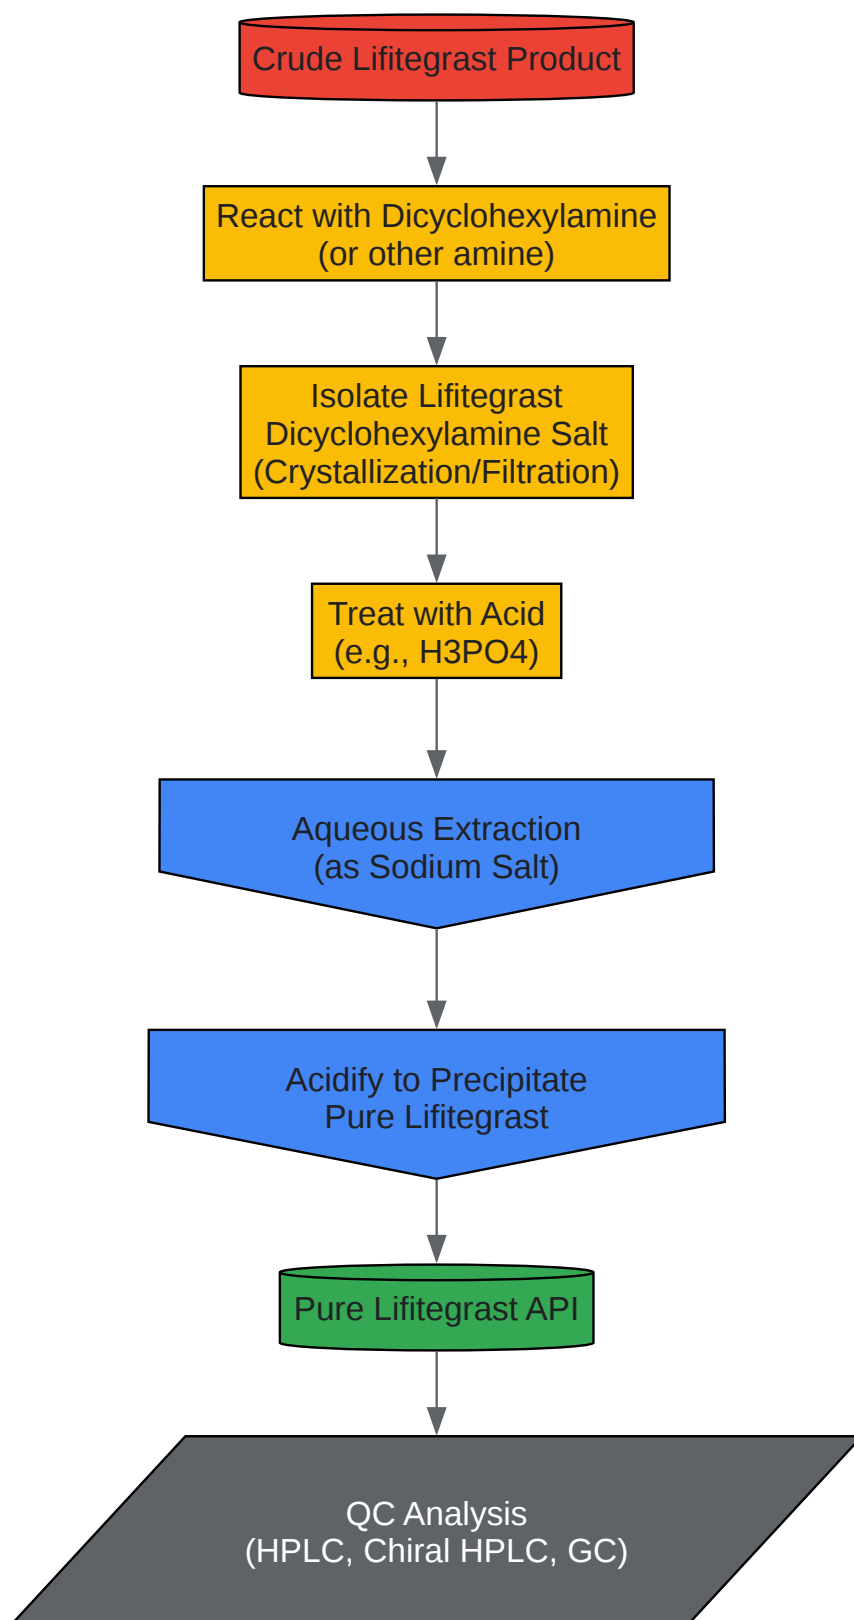 Crude Lifitegrast Product
React with Dicyclohexylamine
(or other amine)
Isolate Lifitegrast
Dicyclohexylamine Salt
(Crystallization/Filtration)
Treat with Acid
(e.g., H3PO4)
Aqueous Extraction
(as Sodium Salt)
Acidify to Precipitate
Pure Lifitegrast
Pure Lifitegrast API
QC Analysis
(HPLC, Chiral HPLC, GC)